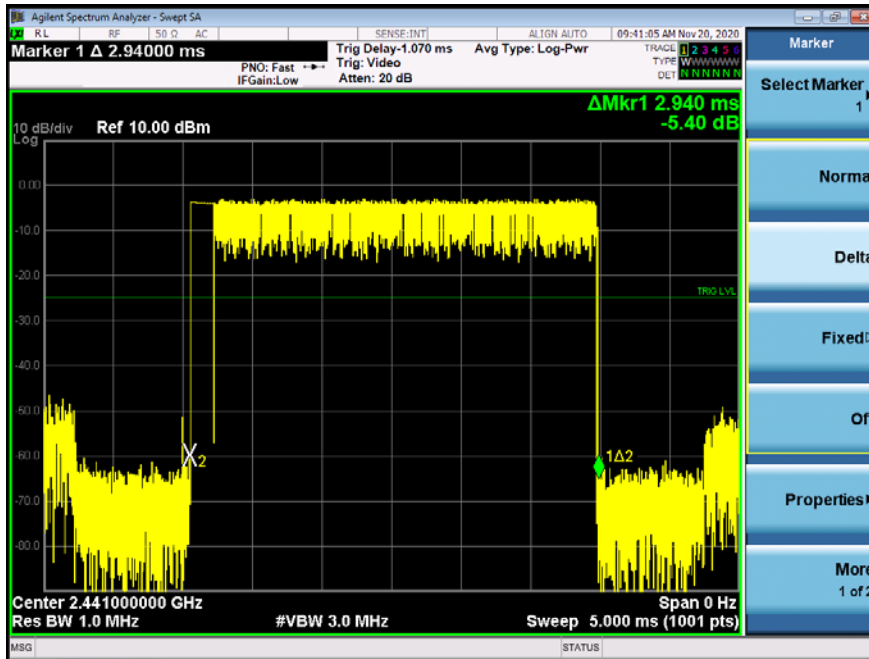 Agilent Spectrum Analyzer - Swept SA
RL RF 50 Ω AC SENSE:INT ALIGN AUTO 09:41:05 AM Nov 20, 2020
Marker 1 Δ 2.94000 ms
PNO: Fast
IFGain:Low
Trig Delay-1.070 ms
Trig: Video
Atten: 20 dB
Avg Type: Log-Pwr
TRACE 1 2 3 4 5 6
TYPE WWWWWW
DET N N N N N N
ΔMkr1 2.940 ms
-5.40 dB
10 dB/div Ref 10.00 dBm
Log
0.00
-10.0
-20.0
TRIG LVL
-30.0
-40.0
-50.0
-60.0
2
1Δ2
-70.0
-80.0
Center 2.441000000 GHz Span 0 Hz
Res BW 1.0 MHz #VBW 3.0 MHz Sweep 5.000 ms (1001 pts)
MSG STATUS
Marker
Select Marker
1
Norma
Delta
Fixed
Of
Properties
More
1 of 2